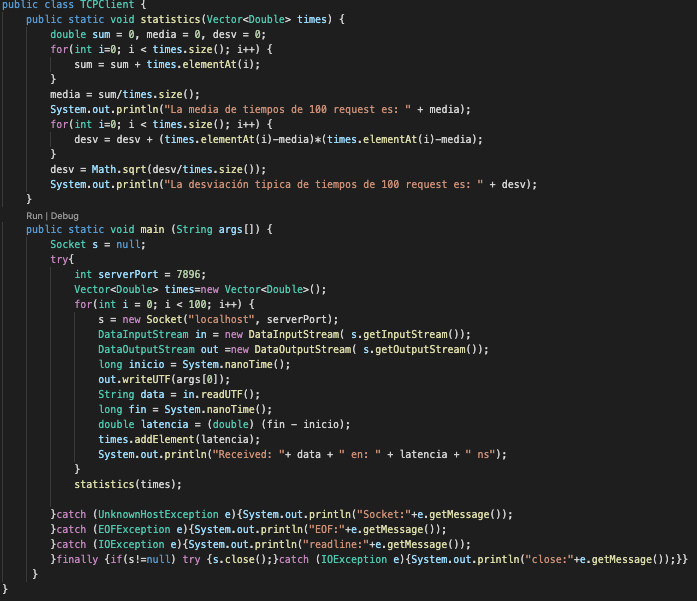 public class TCPClient {
    public static void statistics(Vector<Double> times) {
        double sum = 0, media = 0, desv = 0;
        for(int i=0; i < times.size(); i++) {
            sum = sum + times.elementAt(i);
        }
        media = sum/times.size();
        System.out.println("La media de tiempos de 100 request es: " + media);
        for(int i=0; i < times.size(); i++) {
            desv = desv + (times.elementAt(i)-media)*(times.elementAt(i)-media);
        }
        desv = Math.sqrt(desv/times.size());
        System.out.println("La desviación tipica de tiempos de 100 request es: " + desv);
    }
    Run | Debug
    public static void main (String args[]) {
        Socket s = null;
        try{
            int serverPort = 7896;
            Vector<Double> times=new Vector<Double>();
            for(int i = 0; i < 100; i++) {
                s = new Socket("localhost", serverPort);
                DataInputStream in = new DataInputStream( s.getInputStream());
                DataOutputStream out =new DataOutputStream( s.getOutputStream());
                long inicio = System.nanoTime();
                out.writeUTF(args[0]);
                String data = in.readUTF();
                long fin = System.nanoTime();
                double latencia = (double) (fin - inicio);
                times.addElement(latencia);
                System.out.println("Received: "+ data + " en: " + latencia + " ns");
            }
            statistics(times);

        }catch (UnknownHostException e){System.out.println("Socket:"+e.getMessage());
        }catch (EOFException e){System.out.println("EOF:"+e.getMessage());
        }catch (IOException e){System.out.println("readline:"+e.getMessage());
        }finally {if(s!=null) try {s.close();}catch (IOException e){System.out.println("close:"+e.getMessage());}}
     }
}